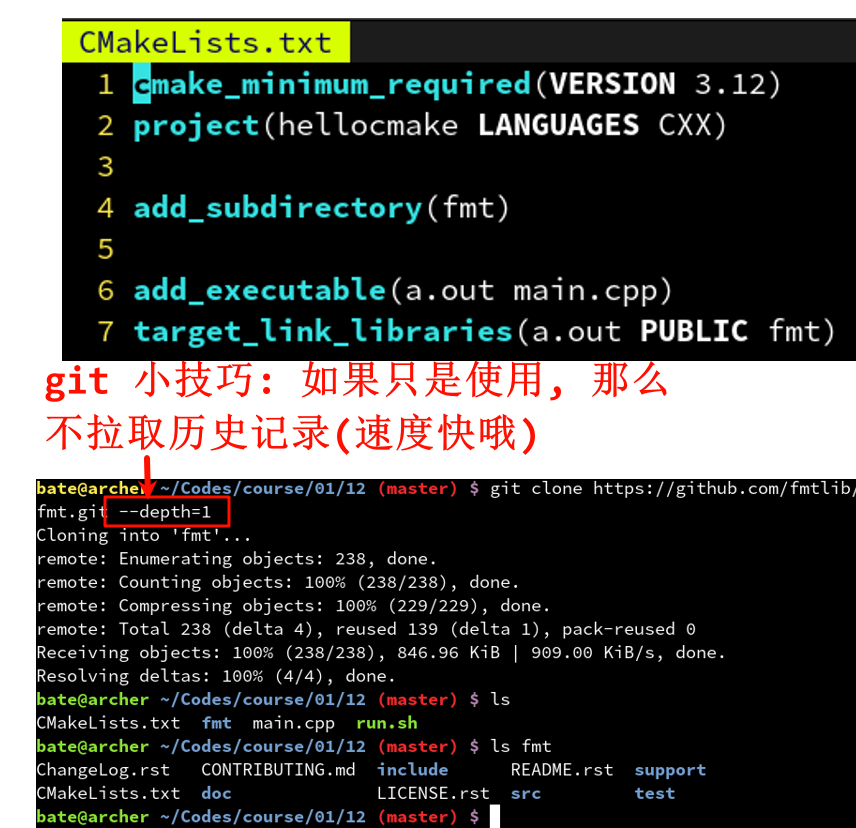 CMakeLists.txt
1 cmake_minimum_required(VERSION 3.12)
2 project(hellocmake LANGUAGES CXX)
3
4 add_subdirectory(fmt)
5
6 add_executable(a.out main.cpp)
7 target_link_libraries(a.out PUBLIC fmt)
git 小技巧: 如果只是使用, 那么
不拉取历史记录(速度快哦)
bate@archer ~/Codes/course/01/12 (master) $ git clone https://github.com/fmtlib/
fmt.git --depth=1
Cloning into 'fmt'...
remote: Enumerating objects: 238, done.
remote: Counting objects: 100% (238/238), done.
remote: Compressing objects: 100% (229/229), done.
remote: Total 238 (delta 4), reused 139 (delta 1), pack-reused 0
Receiving objects: 100% (238/238), 846.96 KiB | 909.00 KiB/s, done.
Resolving deltas: 100% (4/4), done.
bate@archer ~/Codes/course/01/12 (master) $ ls
CMakeLists.txt fmt main.cpp run.sh
bate@archer ~/Codes/course/01/12 (master) $ ls fmt
ChangeLog.rst CONTRIBUTING.md include README.rst support
CMakeLists.txt doc LICENSE.rst src test
bate@archer ~/Codes/course/01/12 (master) $